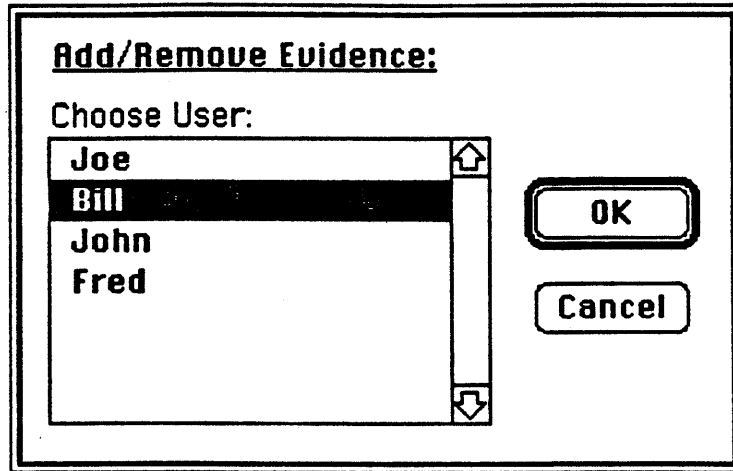 Add/Remove Evidence:
Choose User:
Joe
Bill
John
Fred
OK
Cancel